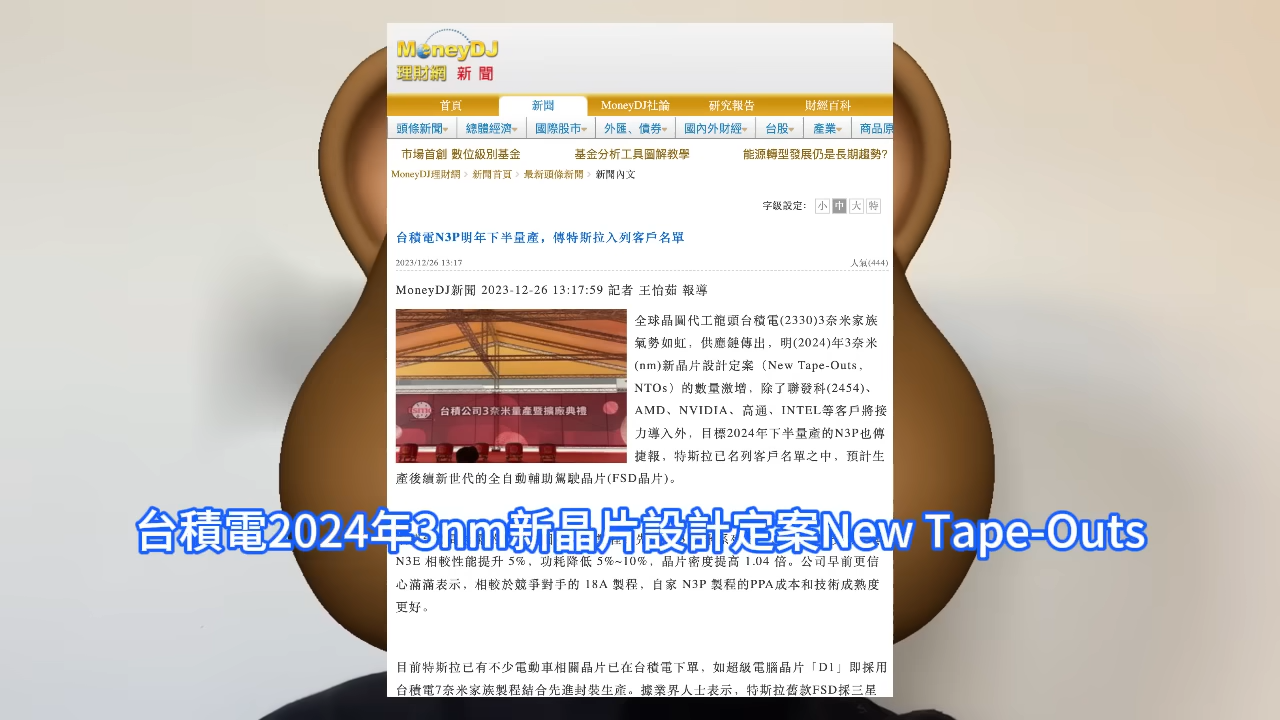 MoneyDJ
理財網 新聞
首頁 新聞 MoneyDJ社論 研究報告 財經百科
頭條新聞 總體經濟 國際股市 外匯、債券 國內外財經 台股 產業 商品原
市場首創 數位級別基金 基金分析工具圖解教學 能源轉型發展仍是長期趨勢?
MoneyDJ理財網 > 新聞首頁 > 最新頭條新聞 > 新聞內文
字級設定： 小 中 大 特
台積電N3P明年下半量產，傳特斯拉入列客戶名單
2023/12/26 13:17 人氣(444)
MoneyDJ新聞 2023-12-26 13:17:59 記者 王怡茹 報導
全球晶圓代工龍頭台積電(2330)3奈米家族
氣勢如虹，供應鏈傳出，明(2024)年3奈米
(nm)新晶片設計定案（New Tape-Outs，
NTOs）的數量激增，除了聯發科(2454)、
AMD、NVIDIA、高通、INTEL等客戶將接
力導入外，目標2024年下半量產的N3P也傳
捷報，特斯拉已名列客戶名單之中，預計生
產後續新世代的全自動輔助駕駛晶片(FSD晶片)。
台積公司3奈米量產暨擴廠典禮
台積電2024年3nm新晶片設計定案New Tape-Outs
N3E 相較性能提升 5%，功耗降低 5%~10%，晶片密度提高 1.04 倍。公司早前更信
心滿滿表示，相較於競爭對手的 18A 製程，自家 N3P 製程的PPA成本和技術成熟度
更好。
目前特斯拉已有不少電動車相關晶片已在台積電下單，如超級電腦晶片「D1」即採用
台積電7奈米家族製程結合先進封裝生產。據業界人士表示，特斯拉舊款FSD採三星